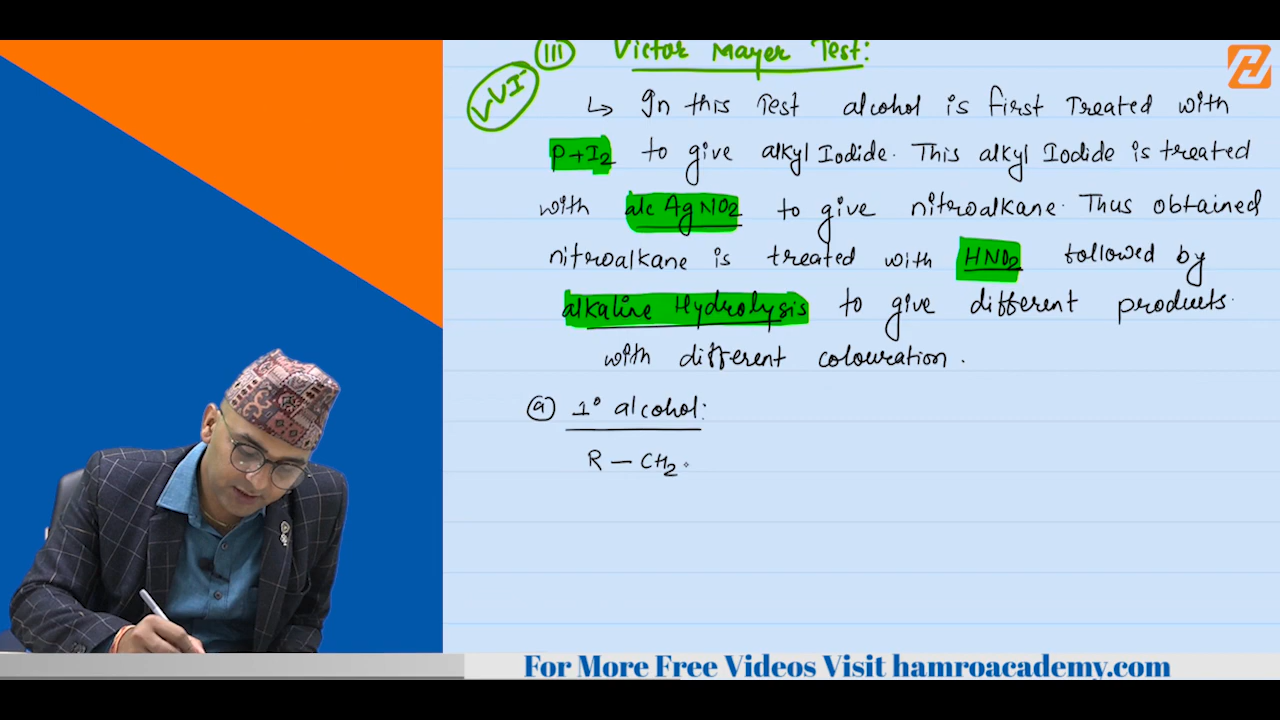 III Victor Mayer Test:
VVI
↳ In this Test alcohol is first Treated with
P+I2 to give alkyl Iodide. This alkyl Iodide is treated
with alc AgNO2 to give nitroalkane. Thus obtained
nitroalkane is treated with HNO2 followed by
alkaline Hydrolysis to give different products.
with different colouration.
(a) 1° alcohol:
R – CH2
For More Free Videos Visit hamroacademy.com